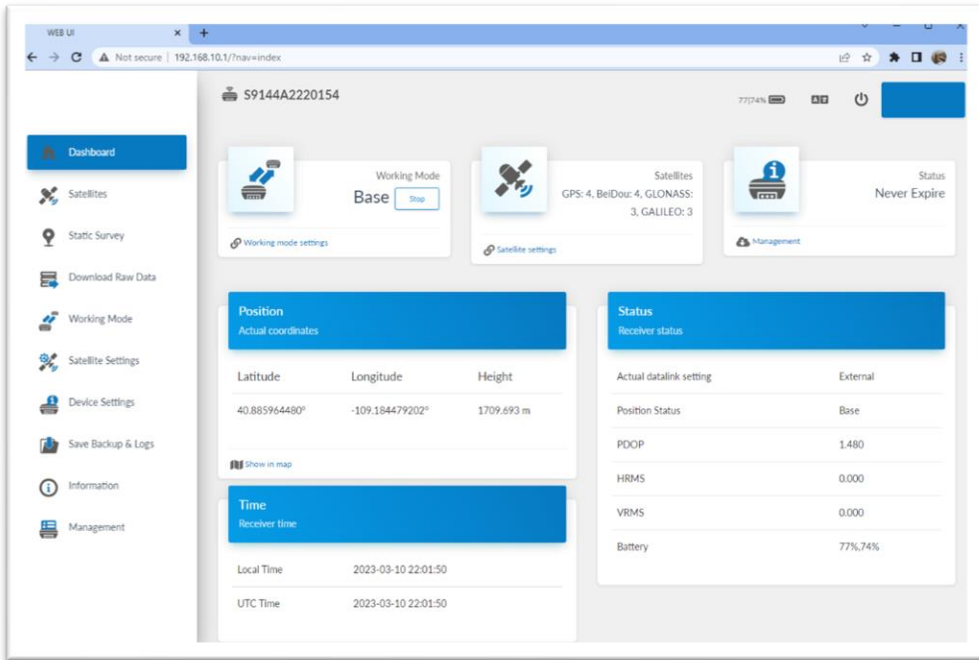 WEB UI
Not secure | 192.168.10.1/?nav=index
S9144A2220154
77|74%
Dashboard
Satellites
Static Survey
Download Raw Data
Working Mode
Satellite Settings
Device Settings
Save Backup & Logs
Information
Management
Working Mode
Base Stop
Working mode settings
Satellites
GPS: 4, BeiDou: 4, GLONASS:
3, GALILEO: 3
Satellite settings
Status
Never Expire
Management
Position
Actual coordinates
Latitude Longitude Height
40.885964480° -109.184479202° 1709.693 m
Show in map
Time
Receiver time
Local Time 2023-03-10 22:01:50
UTC Time 2023-03-10 22:01:50
Status
Receiver status
Actual datalink setting External
Position Status Base
PDOP 1.480
HRMS 0.000
VRMS 0.000
Battery 77%,74%